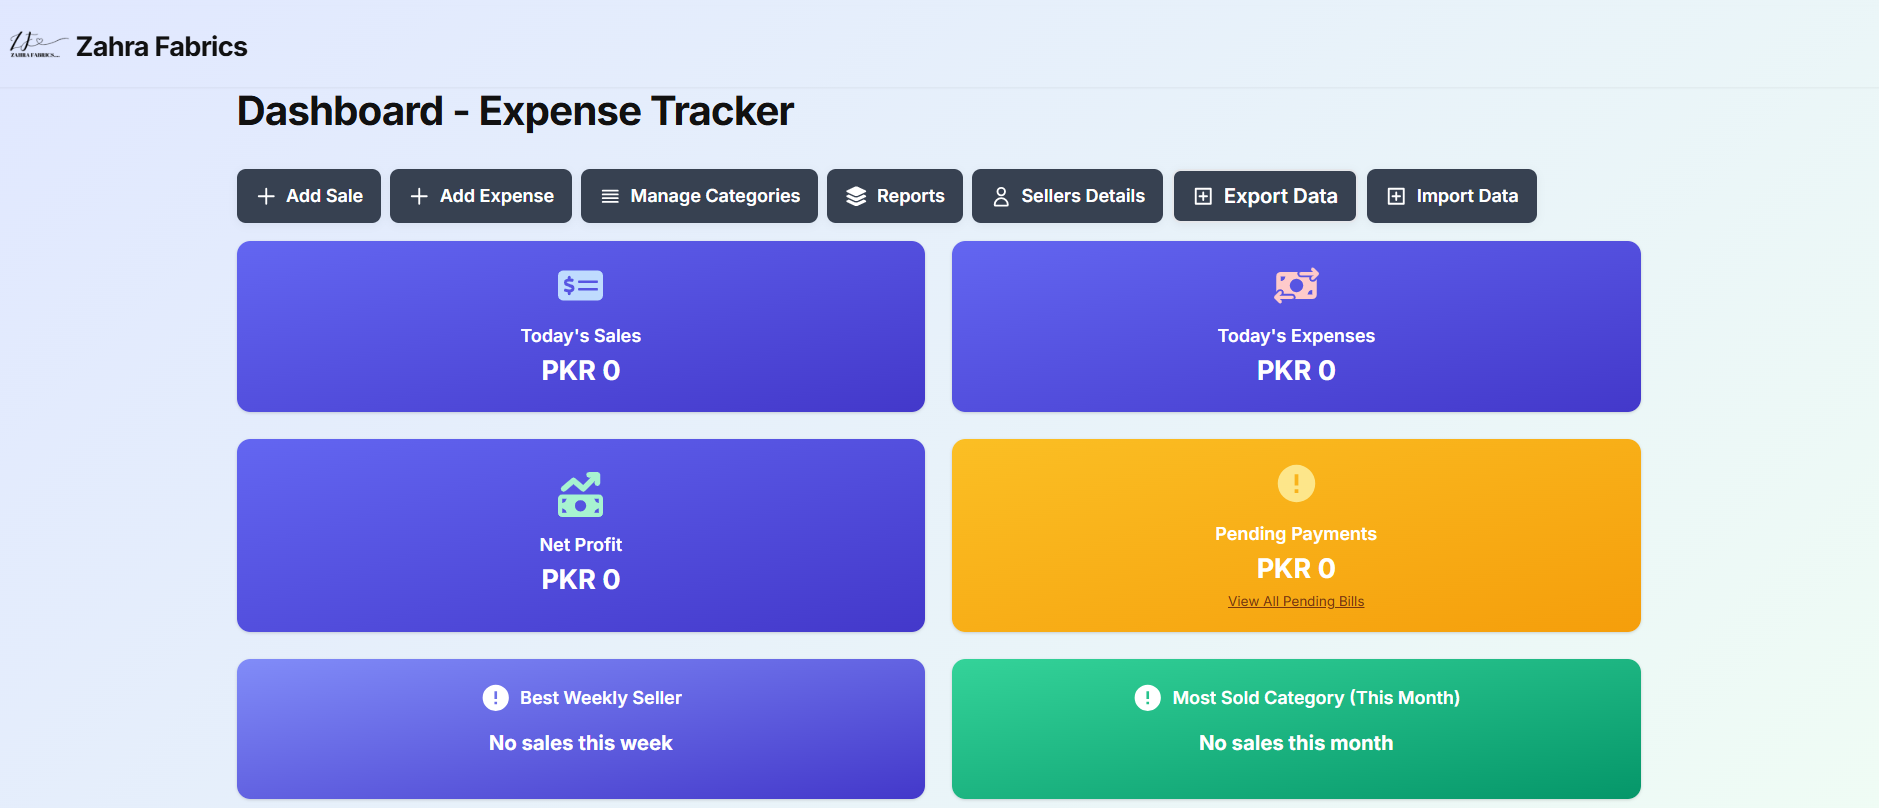 ZAHRA FABRICS
Zahra Fabrics
Dashboard - Expense Tracker
Add Sale
Add Expense
Manage Categories
Reports
Sellers Details
Export Data
Import Data
Today's Sales
PKR 0
Today's Expenses
PKR 0
Net Profit
PKR 0
Pending Payments
PKR 0
View All Pending Bills
Best Weekly Seller
No sales this week
Most Sold Category (This Month)
No sales this month